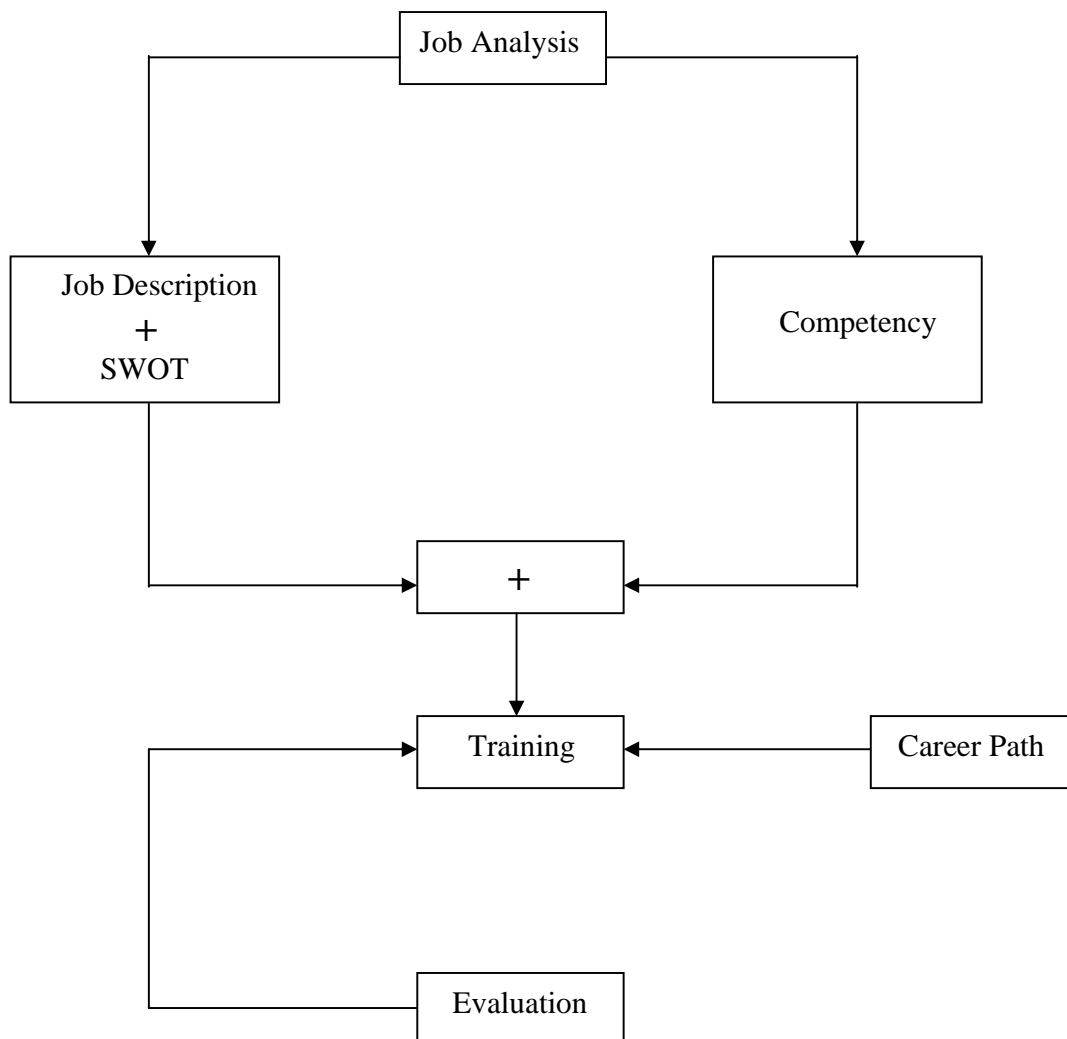 Job Analysis
Job Description
+
SWOT
Competency
+
Training
Career Path
Evaluation